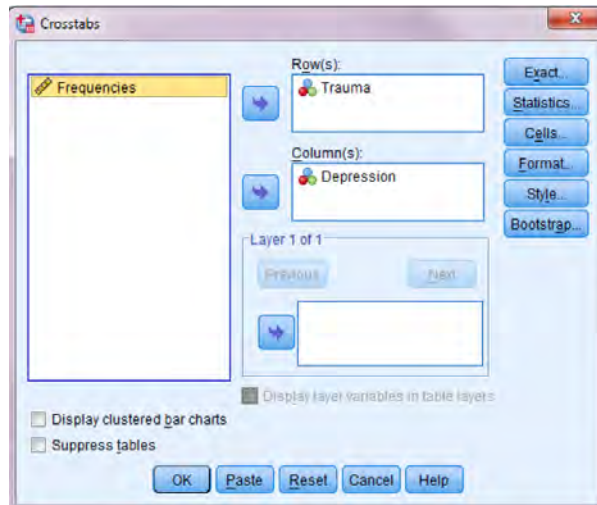 Crosstabs
Frequencies
Row(s):
Trauma
Column(s):
Depression
Layer 1 of 1
Previous
Next
Display layer variables in table layers
Exact...
Statistics...
Cells...
Format...
Style...
Bootstrap...
Display clustered bar charts
Suppress tables
OK
Paste
Reset
Cancel
Help